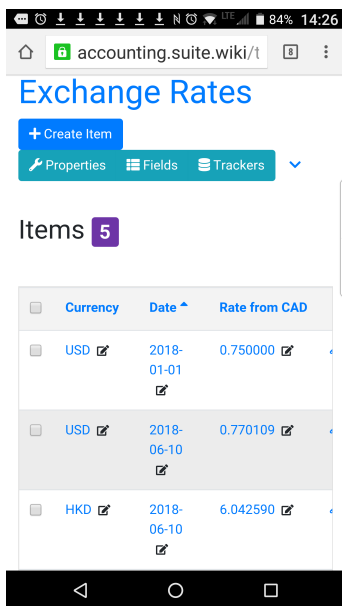 LTE 84% 14:26
accounting.suite.wiki/t 8
Exchange Rates
+ Create Item
Properties Fields Trackers
Items 5
Currency Date Rate from CAD
USD 2018- 0.750000
01-01
USD 2018- 0.770109
06-10
HKD 2018- 6.042590
06-10